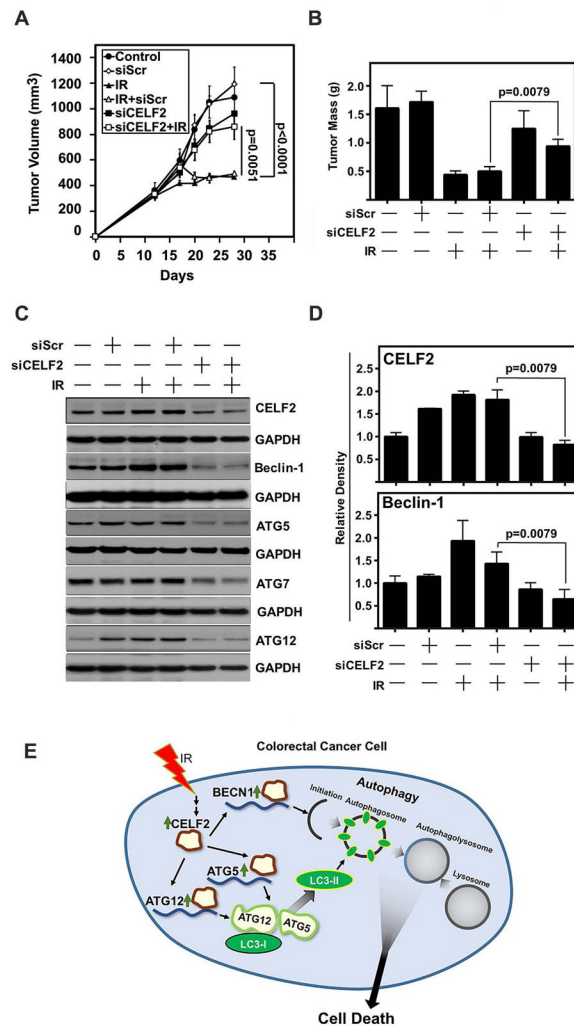 A
Tumor Volume (mm3)
1400
1200
1000
800
600
400
200
0
Control
siScr
IR
IR+siScr
siCELF2
siCELF2+IR
p=0.0051
p<0.0001
0 5 10 15 20 25 30 35 40
Days
B
Tumor Mass (g)
2.0
1.5
1.0
0.5
p=0.0079
siScr — + — + — —
siCELF2 — — — — + +
IR — — + + — +
C
siScr — + — + — —
siCELF2 — — — — + +
IR — — + + — +
CELF2
GAPDH
Beclin-1
GAPDH
ATG5
GAPDH
ATG7
GAPDH
ATG12
GAPDH
D
Relative Density
CELF2
2.0
1.5
1.0
0.5
p=0.0079
Beclin-1
2.0
1.5
1.0
0.5
p=0.0079
siScr — + — + — —
siCELF2 — — — — + +
IR — — + + — +
E
Colorectal Cancer Cell
IR
BECN1
Autophagy
Initiation
Autophagosome
CELF2
Autophagolysosome
ATG5
LC3-II
Lysosome
ATG12
ATG12
ATG5
LC3-I
Cell Death